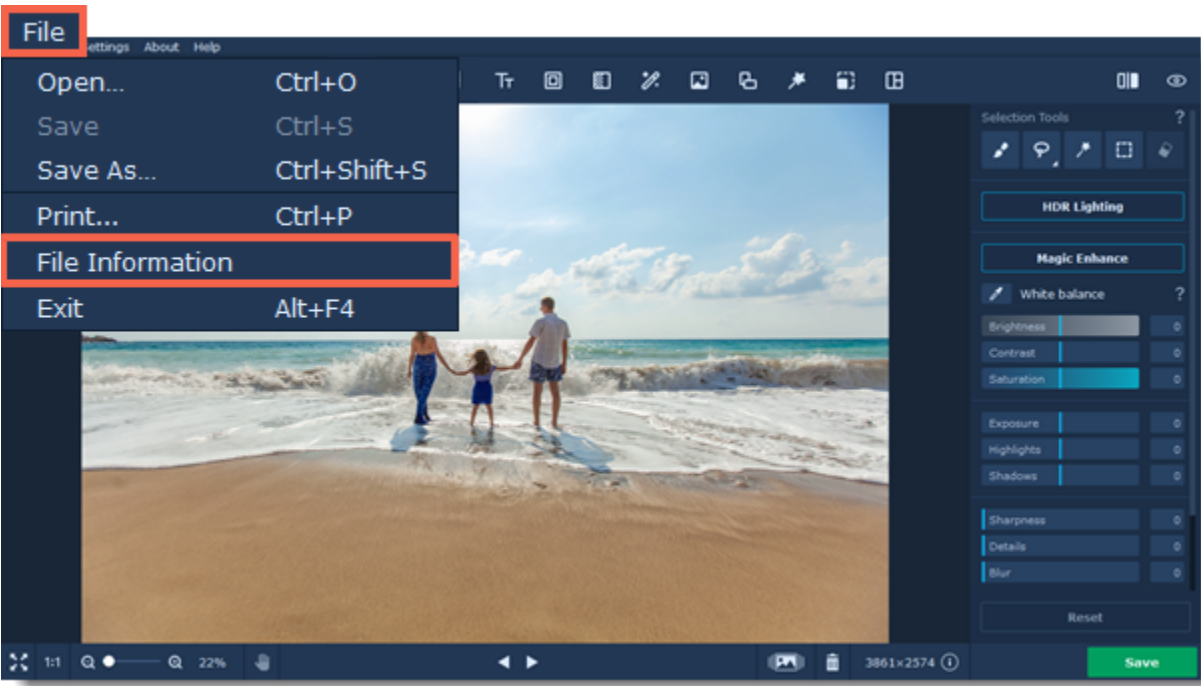 File
ettings About Help
Open... Ctrl+O
Save Ctrl+S
Save As... Ctrl+Shift+S
Print... Ctrl+P
File Information
Exit Alt+F4
Selection Tools ?
HDR Lighting
Magic Enhance
White balance ?
Brightness 0
Contrast 0
Saturation 0
Exposure 0
Highlights 0
Shadows 0
Sharpness 0
Details 0
Blur 0
Reset
1:1 22% 3861×2574 Save